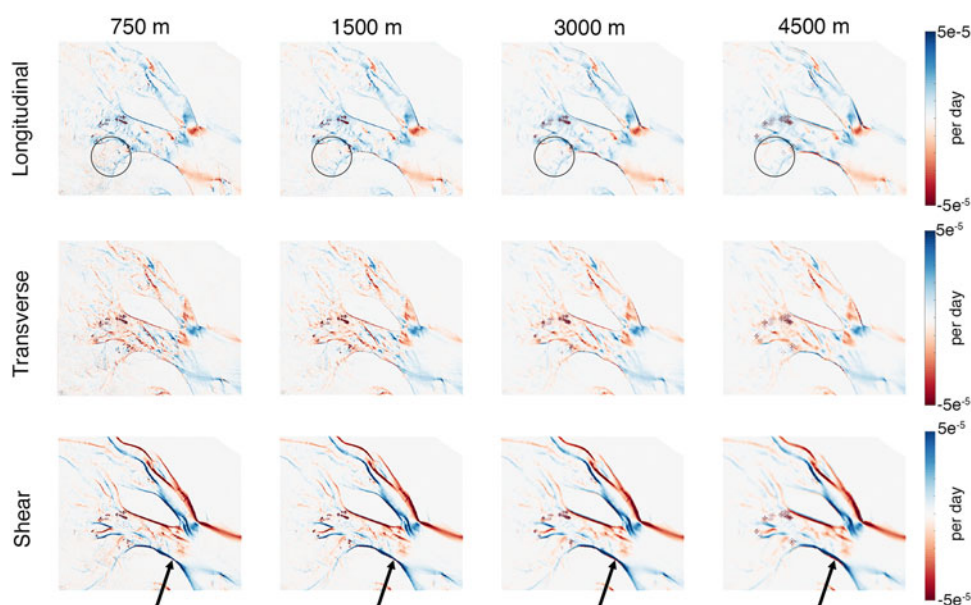 750 m 1500 m 3000 m 4500 m
5e-5
Longitudinal
per day
-5e⁻⁵
5e⁻⁵
Transverse
per day
-5e⁻⁵
5e⁻⁵
Shear
per day
-5e⁻⁵